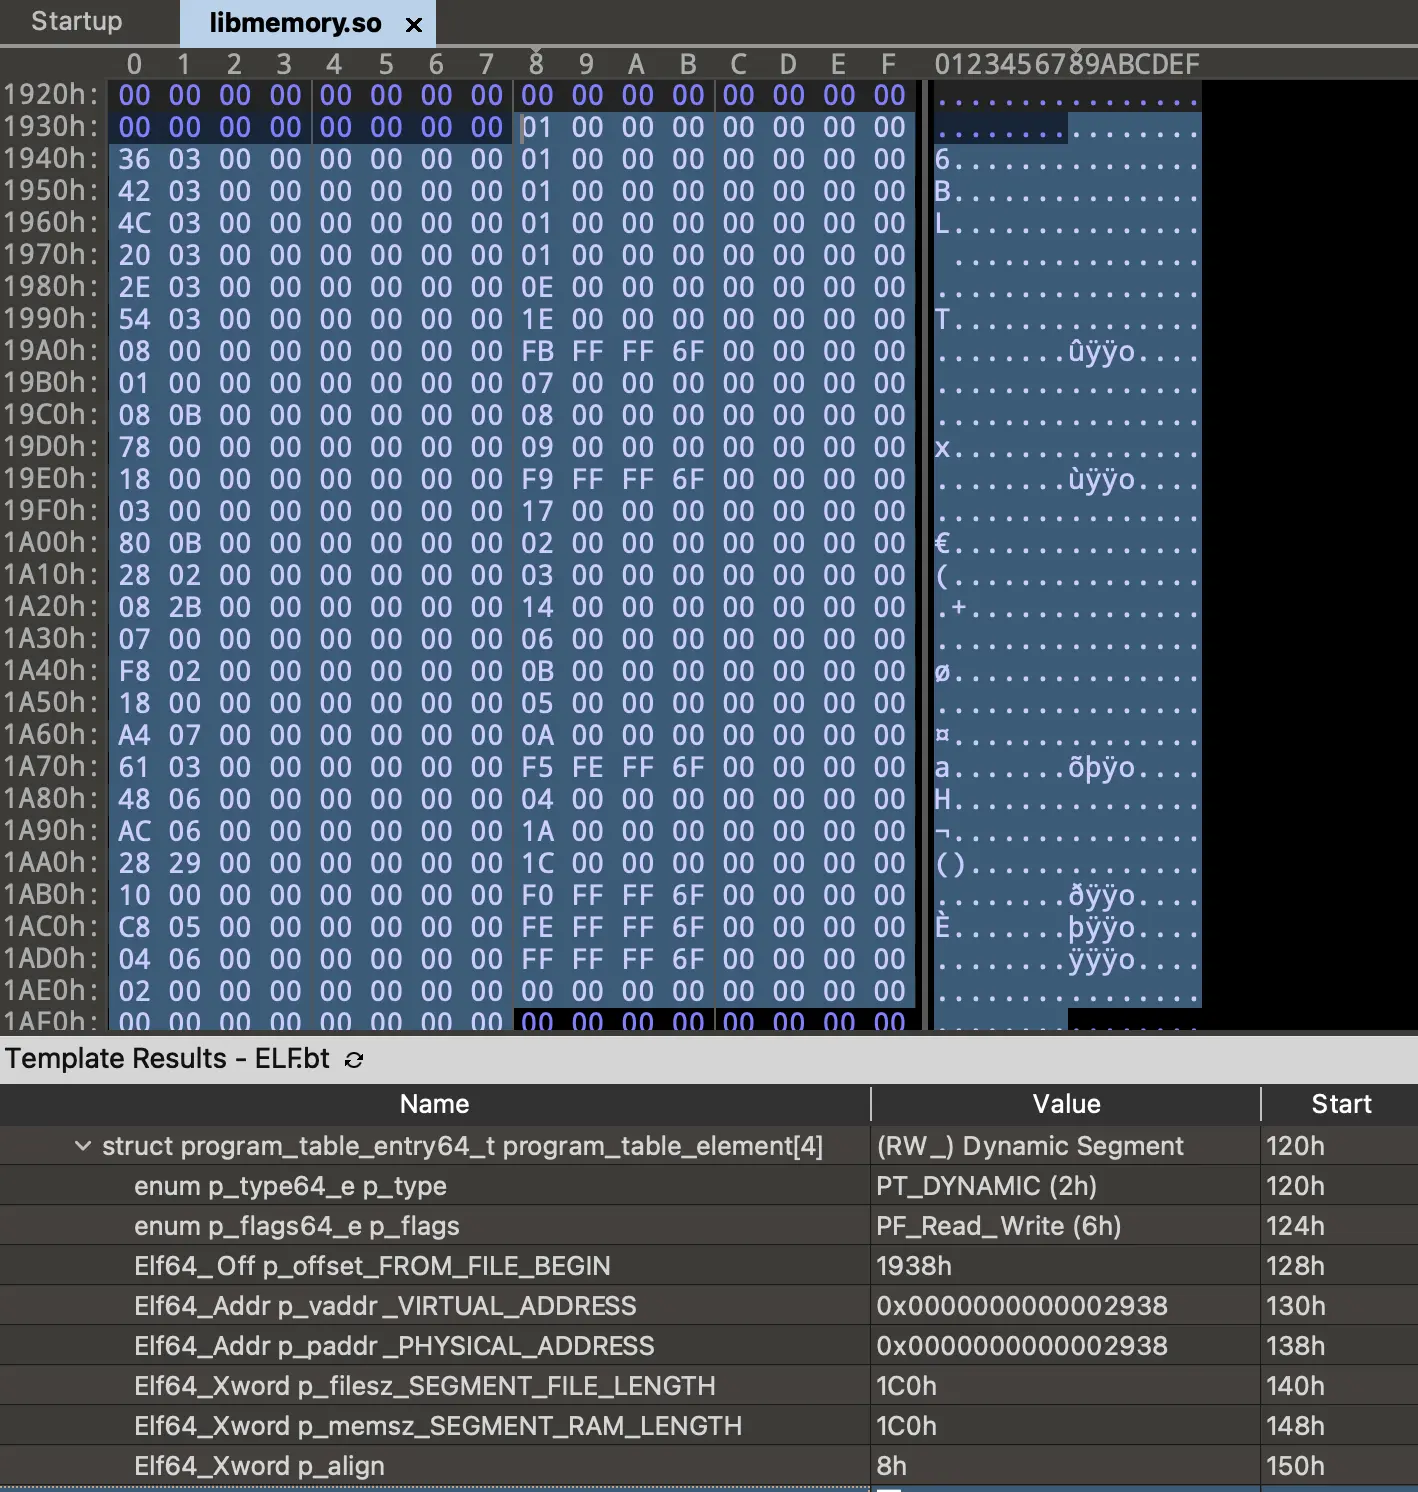 Startup libmemory.so ×
0 1 2 3 4 5 6 7 8 9 A B C D E F 0123456789ABCDEF
1920h: 00 00 00 00 00 00 00 00 00 00 00 00 00 00 00 00 ................
1930h: 00 00 00 00 00 00 00 00 01 00 00 00 00 00 00 00 ................
1940h: 36 03 00 00 00 00 00 00 01 00 00 00 00 00 00 00 6...............
1950h: 42 03 00 00 00 00 00 00 01 00 00 00 00 00 00 00 B...............
1960h: 4C 03 00 00 00 00 00 00 01 00 00 00 00 00 00 00 L...............
1970h: 20 03 00 00 00 00 00 00 01 00 00 00 00 00 00 00  ...............
1980h: 2E 03 00 00 00 00 00 00 0E 00 00 00 00 00 00 00 ................
1990h: 54 03 00 00 00 00 00 00 1E 00 00 00 00 00 00 00 T...............
19A0h: 08 00 00 00 00 00 00 00 FB FF FF 6F 00 00 00 00 ........ûÿÿo....
19B0h: 01 00 00 00 00 00 00 00 07 00 00 00 00 00 00 00 ................
19C0h: 08 0B 00 00 00 00 00 00 08 00 00 00 00 00 00 00 ................
19D0h: 78 00 00 00 00 00 00 00 09 00 00 00 00 00 00 00 x...............
19E0h: 18 00 00 00 00 00 00 00 F9 FF FF 6F 00 00 00 00 ........ùÿÿo....
19F0h: 03 00 00 00 00 00 00 00 17 00 00 00 00 00 00 00 ................
1A00h: 80 0B 00 00 00 00 00 00 02 00 00 00 00 00 00 00 €...............
1A10h: 28 02 00 00 00 00 00 00 03 00 00 00 00 00 00 00 (...............
1A20h: 08 2B 00 00 00 00 00 00 14 00 00 00 00 00 00 00 .+..............
1A30h: 07 00 00 00 00 00 00 00 06 00 00 00 00 00 00 00 ................
1A40h: F8 02 00 00 00 00 00 00 0B 00 00 00 00 00 00 00 ø...............
1A50h: 18 00 00 00 00 00 00 00 05 00 00 00 00 00 00 00 ................
1A60h: A4 07 00 00 00 00 00 00 0A 00 00 00 00 00 00 00 ¤...............
1A70h: 61 03 00 00 00 00 00 00 F5 FE FF 6F 00 00 00 00 a.......õþÿo....
1A80h: 48 06 00 00 00 00 00 00 04 00 00 00 00 00 00 00 H...............
1A90h: AC 06 00 00 00 00 00 00 1A 00 00 00 00 00 00 00 ¬...............
1AA0h: 28 29 00 00 00 00 00 00 1C 00 00 00 00 00 00 00 ()..............
1AB0h: 10 00 00 00 00 00 00 00 F0 FF FF 6F 00 00 00 00 ........ðÿÿo....
1AC0h: C8 05 00 00 00 00 00 00 FE FF FF 6F 00 00 00 00 È.......þÿÿo....
1AD0h: 04 06 00 00 00 00 00 00 FF FF FF 6F 00 00 00 00 ........ÿÿÿo....
1AE0h: 02 00 00 00 00 00 00 00 00 00 00 00 00 00 00 00 ................
1AF0h: 00 00 00 00 00 00 00 00 00 00 00 00 00 00 00 00 ................
Template Results - ELF.bt
Name Value Start
struct program_table_entry64_t program_table_element[4] (RW_) Dynamic Segment 120h
enum p_type64_e p_type PT_DYNAMIC (2h) 120h
enum p_flags64_e p_flags PF_Read_Write (6h) 124h
Elf64_Off p_offset_FROM_FILE_BEGIN 1938h 128h
Elf64_Addr p_vaddr_VIRTUAL_ADDRESS 0x0000000000002938 130h
Elf64_Addr p_paddr_PHYSICAL_ADDRESS 0x0000000000002938 138h
Elf64_Xword p_filesz_SEGMENT_FILE_LENGTH 1C0h 140h
Elf64_Xword p_memsz_SEGMENT_RAM_LENGTH 1C0h 148h
Elf64_Xword p_align 8h 150h